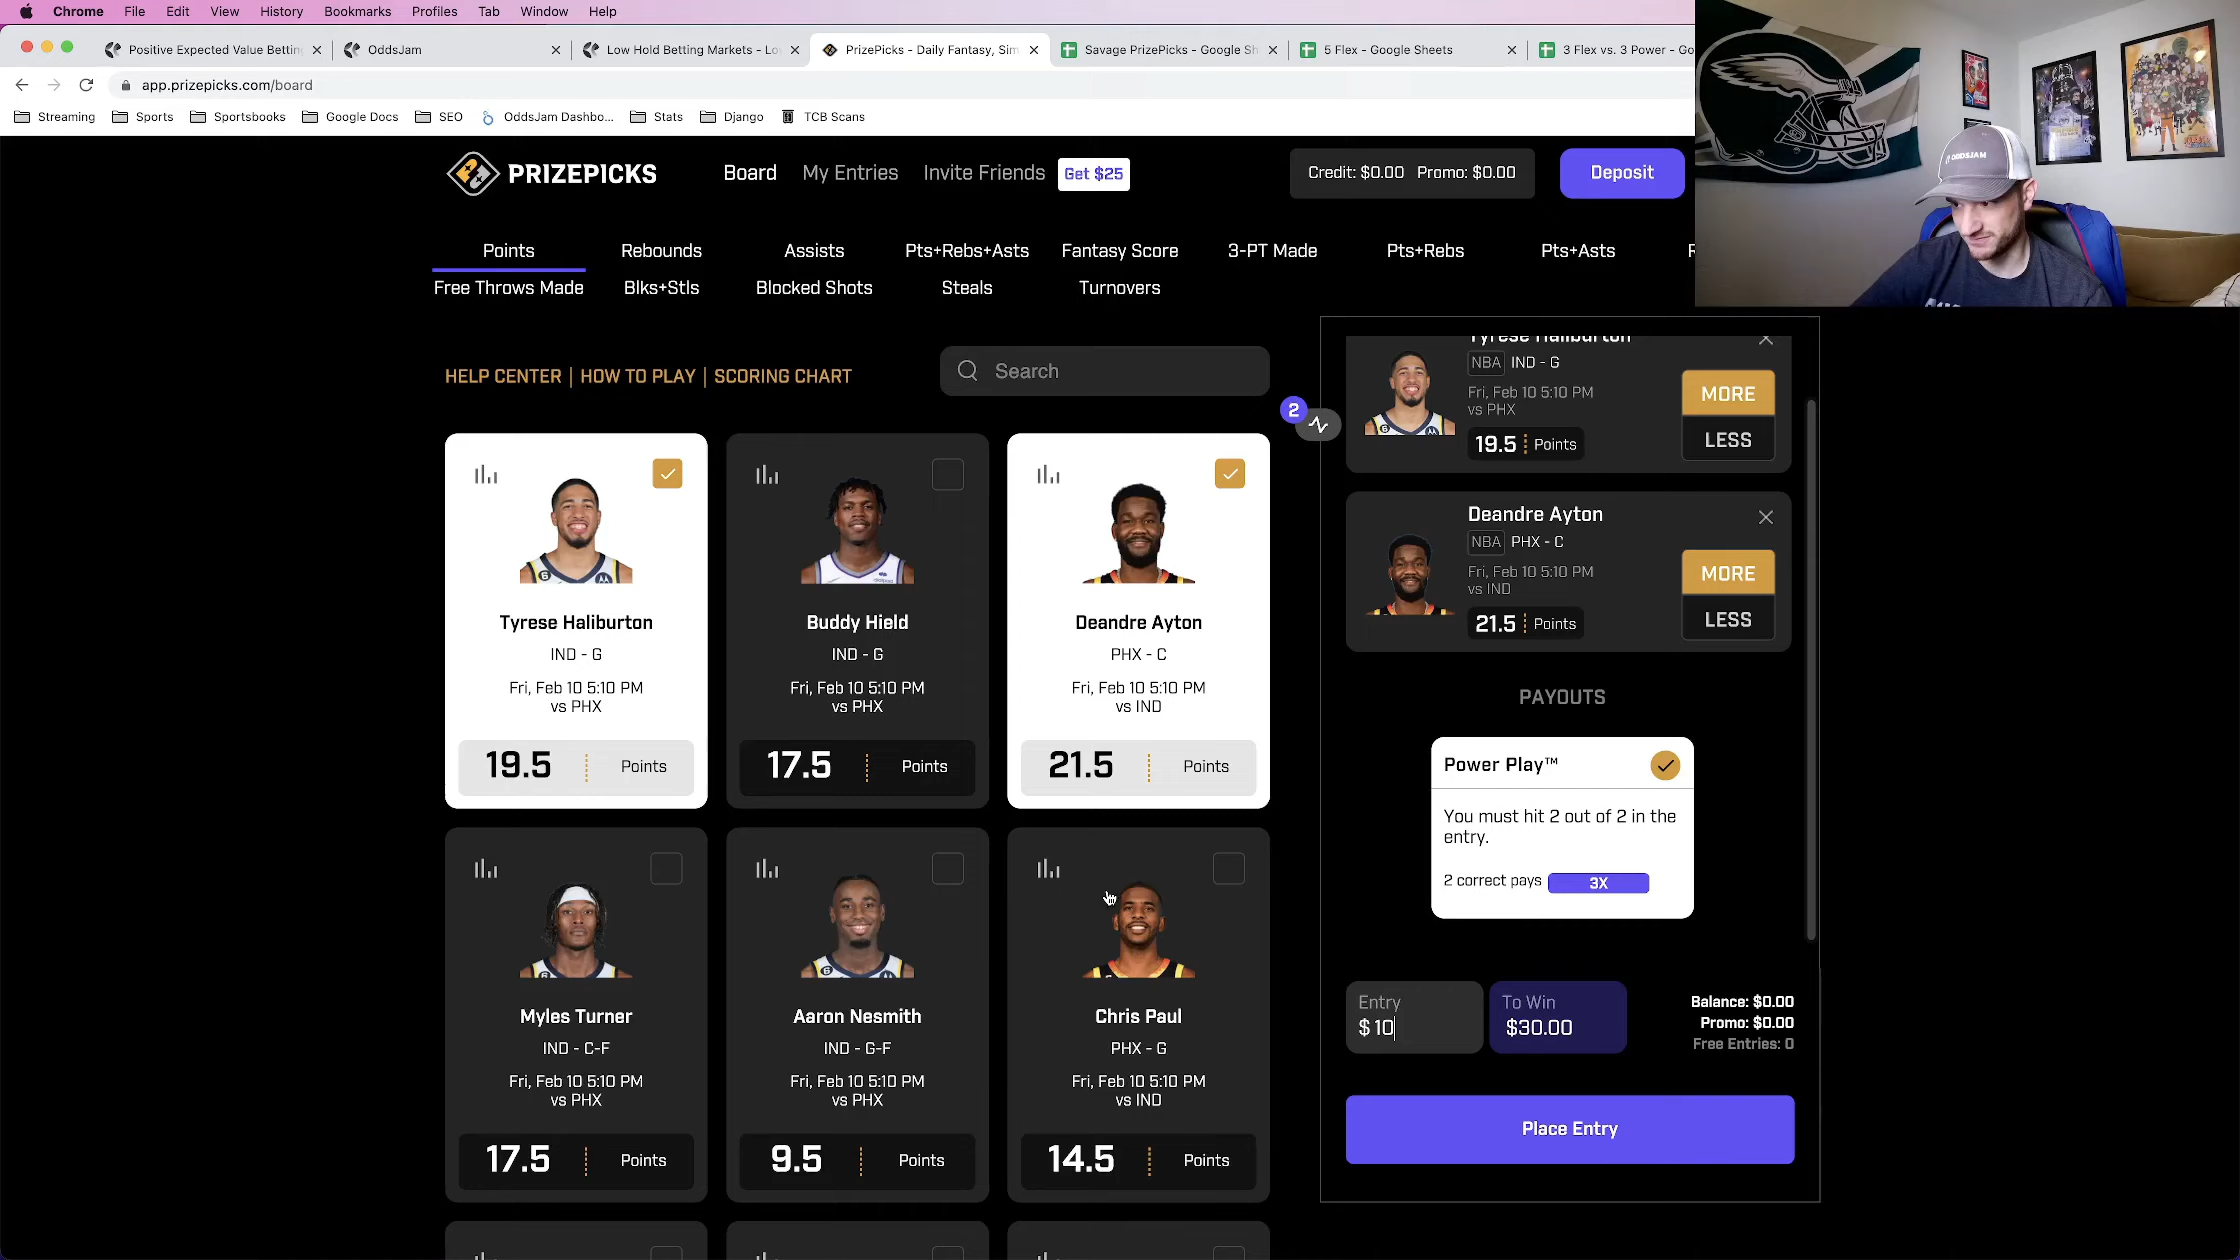 Chrome File Edit View History Bookmarks Profiles Tab Window Help
Positive Expected Value Bettin
OddsJam
Low Hold Betting Markets - Lo
PrizePicks - Daily Fantasy, Sim
Savage PrizePicks - Google Sh
5 Flex - Google Sheets
3 Flex vs. 3 Power - Go
app.prizepicks.com/board
Streaming Sports Sportsbooks Google Docs SEO OddsJam Dashbo... Stats Django TCB Scans
PRIZEPICKS Board My Entries Invite Friends Get $25 Credit: $0.00 Promo: $0.00 Deposit
Points Rebounds Assists Pts+Rebs+Asts Fantasy Score 3-PT Made Pts+Rebs Pts+Asts R
Free Throws Made Blks+Stls Blocked Shots Steals Turnovers
HELP CENTER | HOW TO PLAY | SCORING CHART
Search
Tyrese Haliburton
IND - G
Fri, Feb 10 5:10 PM
vs PHX
19.5 Points
Buddy Hield
IND - G
Fri, Feb 10 5:10 PM
vs PHX
17.5 Points
Deandre Ayton
PHX - C
Fri, Feb 10 5:10 PM
vs IND
21.5 Points
Myles Turner
IND - C-F
Fri, Feb 10 5:10 PM
vs PHX
17.5 Points
Aaron Nesmith
IND - G-F
Fri, Feb 10 5:10 PM
vs PHX
9.5 Points
Chris Paul
PHX - G
Fri, Feb 10 5:10 PM
vs IND
14.5 Points
2
Tyrese Haliburton
NBA IND - G
Fri, Feb 10 5:10 PM
vs PHX
19.5 Points
MORE
LESS
Deandre Ayton
NBA PHX - C
Fri, Feb 10 5:10 PM
vs IND
21.5 Points
MORE
LESS
PAYOUTS
Power Play™
You must hit 2 out of 2 in the
entry.
2 correct pays 3X
Entry
$ 10
To Win
$30.00
Balance: $0.00
Promo: $0.00
Free Entries: 0
Place Entry
ODDSJAM